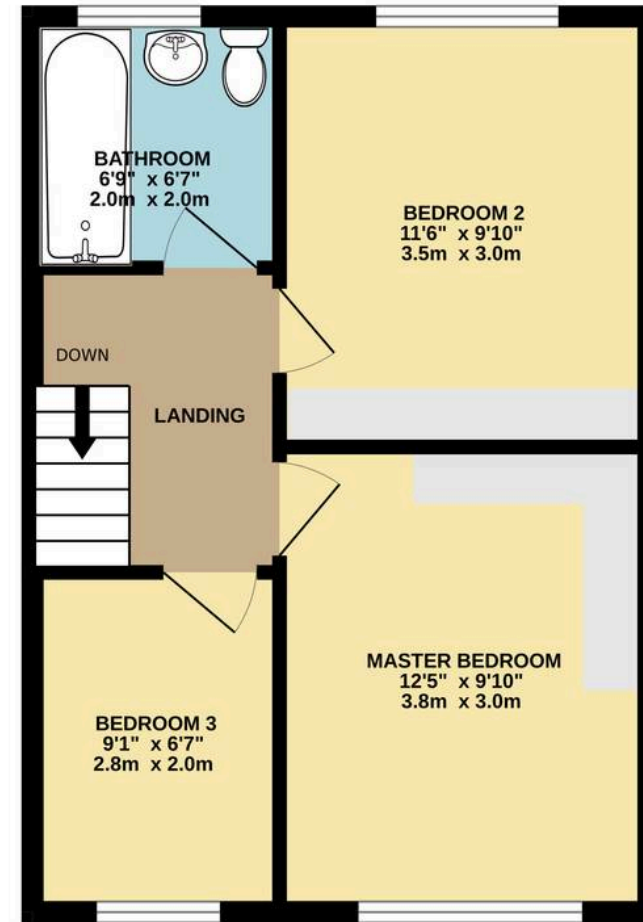 BATHROOM
6'9" x 6'7"
2.0m x 2.0m
BEDROOM 2
11'6" x 9'10"
3.5m x 3.0m
DOWN
LANDING
MASTER BEDROOM
12'5" x 9'10"
3.8m x 3.0m
BEDROOM 3
9'1" x 6'7"
2.8m x 2.0m